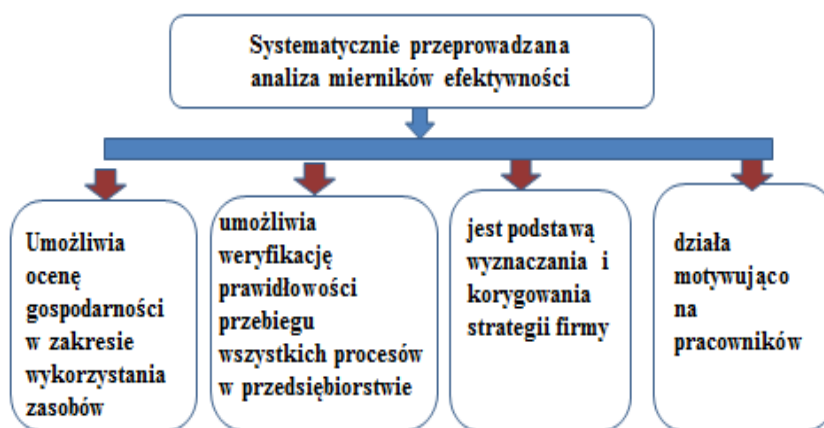 Systematycznie przeprowadzana
analiza mierników efektywności
Umożliwia
ocenę
gospodarności
w zakresie
wykorzystania
zasobów
umożliwia
weryfikację
prawidłowości
przebiegu
wszystkich procesów
w przedsiębiorstwie
jest podstawą
wyznaczania i
korygowania
strategii firmy
działa
motywująco
na
pracowników